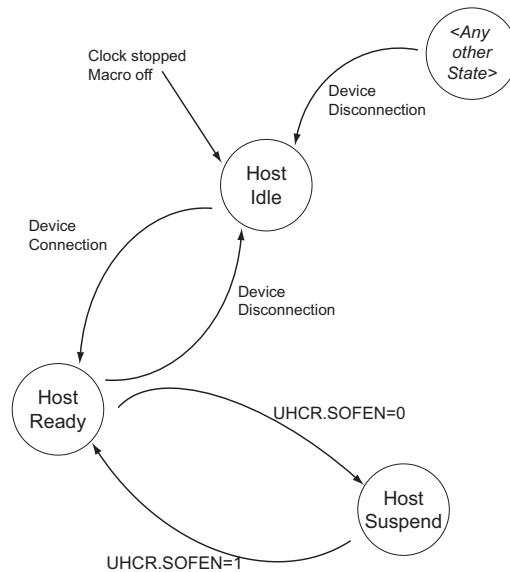 <Any
other
State>
Clock stopped
Macro off
Device
Disconnection
Host
Idle
Device
Connection
Device
Disconnection
Host
Ready
UHCR.SOFEN=0
Host
Suspend
UHCR.SOFEN=1